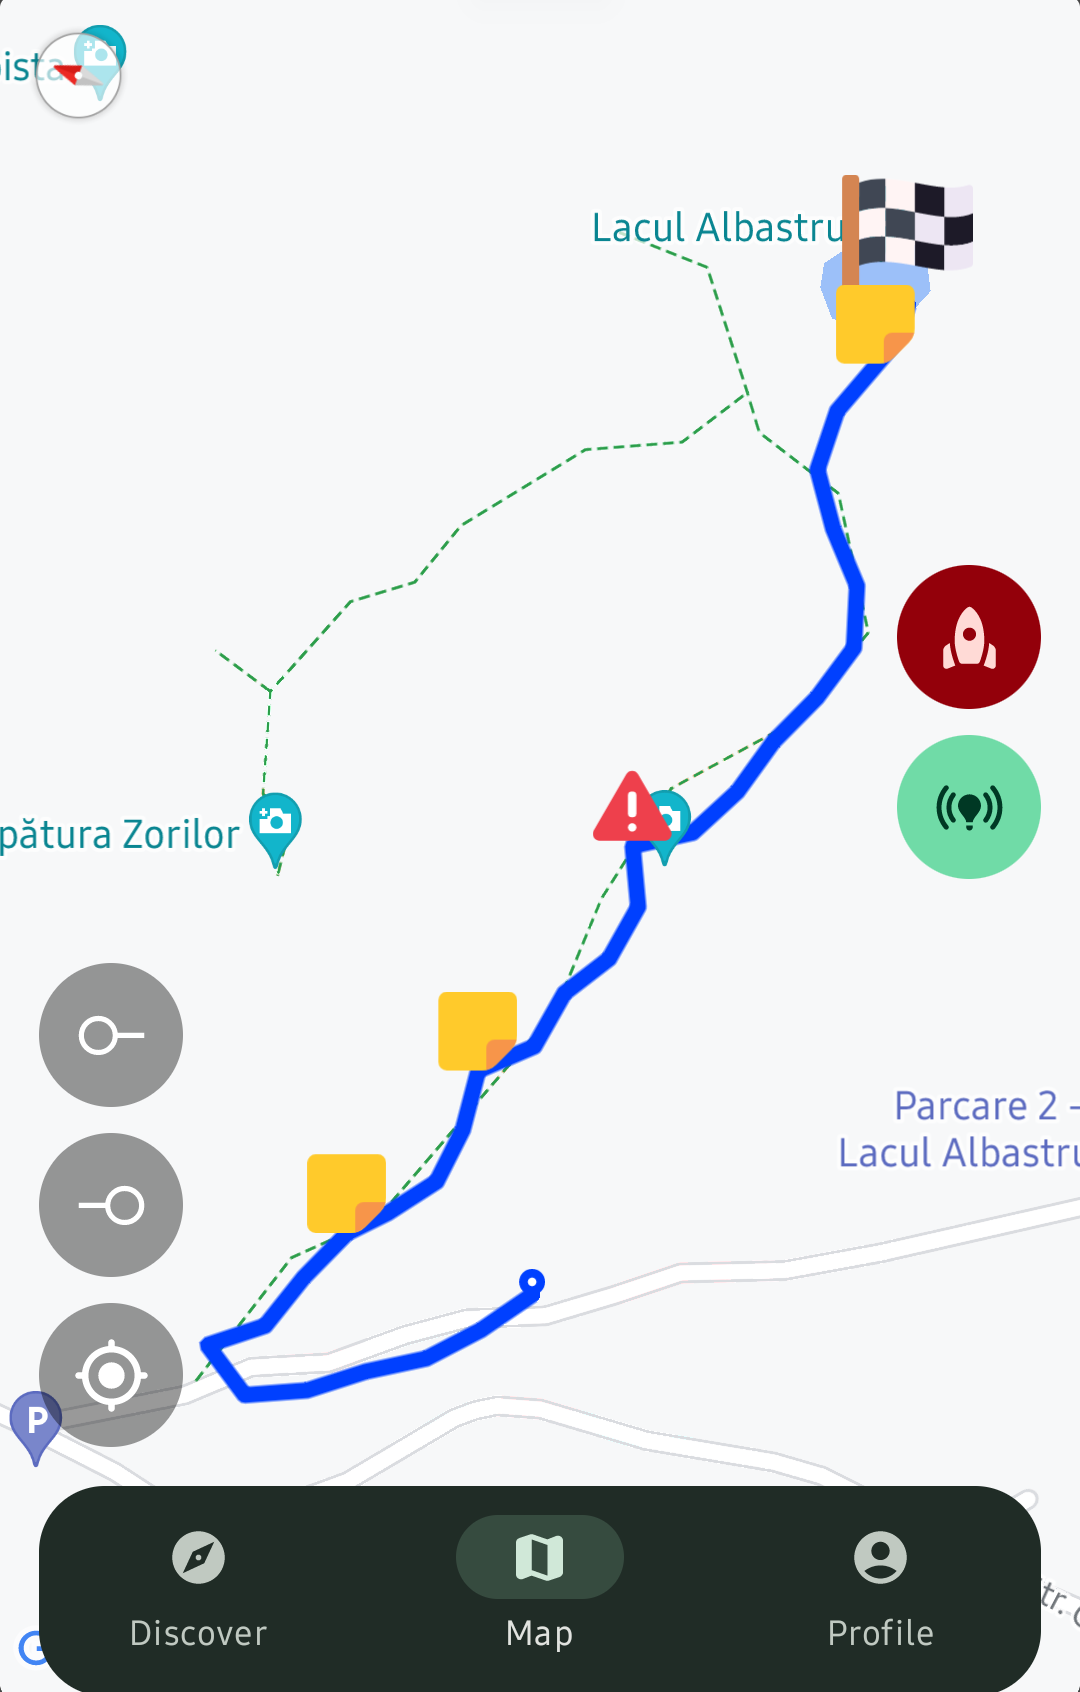 Lacul Albastru
pătura Zorilor
Parcare 2 -
Lacul Albastru
P
Discover
Map
Profile